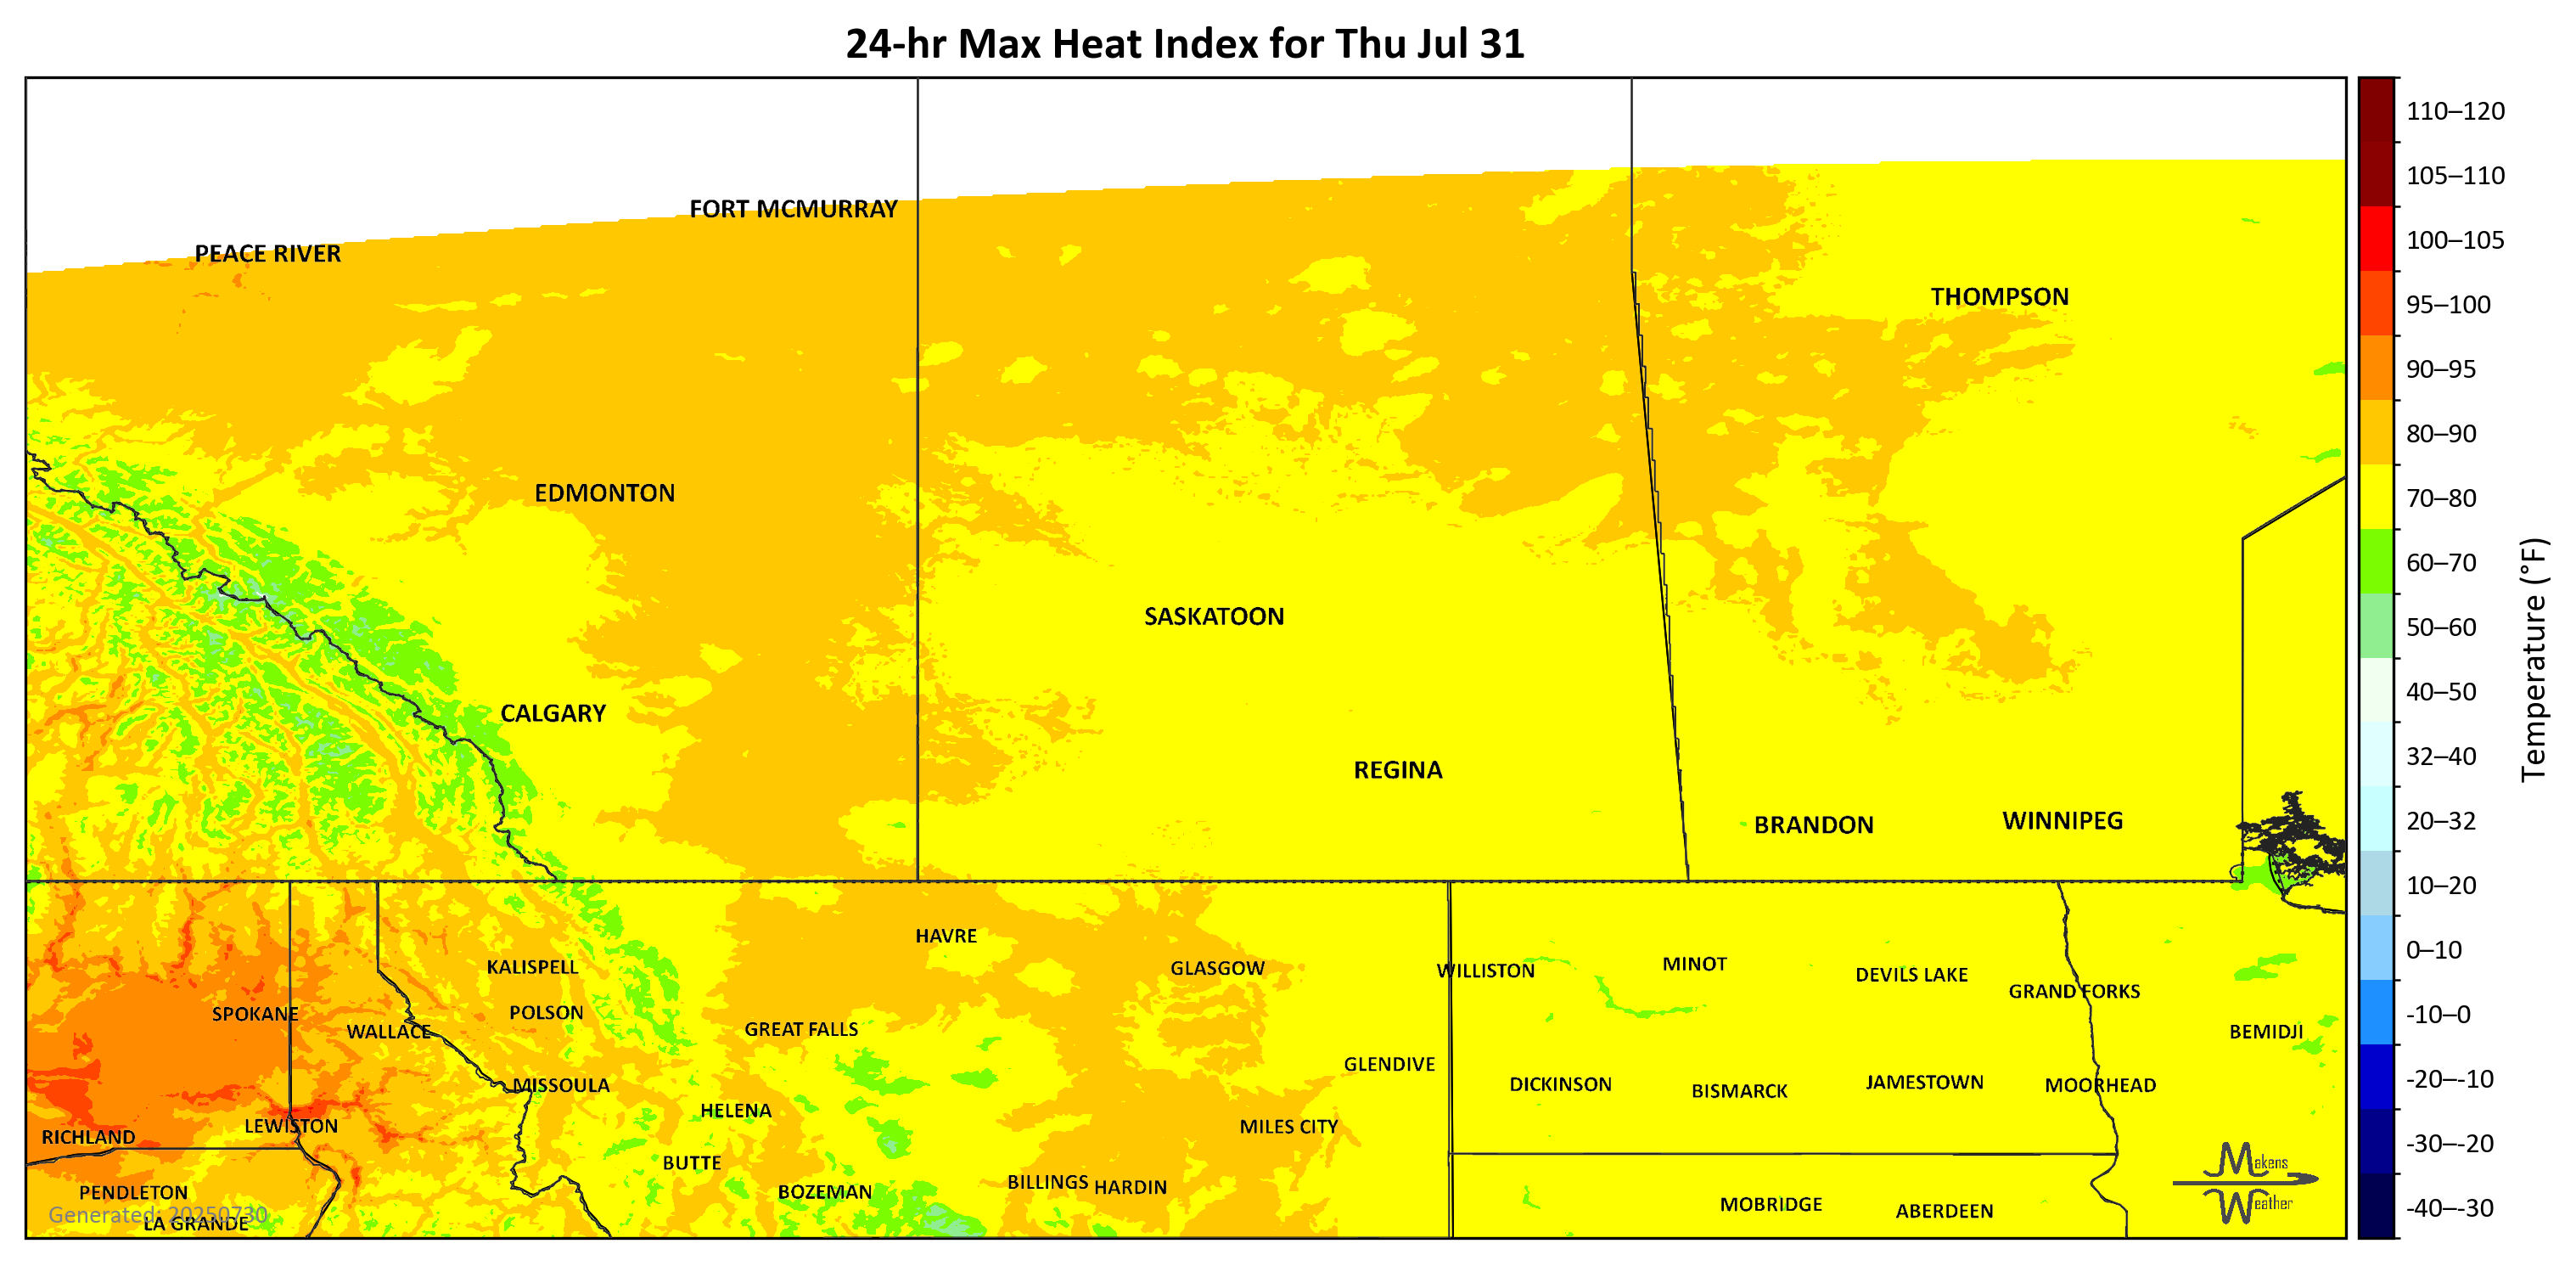 24-hr Max Heat Index for Thu Jul 31
110–120
105–110
100–105
95–100
90–95
80–90
70–80
60–70
50–60
40–50
32–40
20–32
10–20
0–10
-10–0
-20–-10
-30–-20
-40–-30
Temperature (°F)
FORT MCMURRAY
PEACE RIVER
THOMPSON
EDMONTON
SASKATOON
CALGARY
REGINA
BRANDON
WINNIPEG
HAVRE
KALISPELL
GLASGOW
WILLISTON
MINOT
DEVILS LAKE
GRAND FORKS
SPOKANE
POLSON
WALLACE
GREAT FALLS
BEMIDJI
GLENDIVE
MISSOULA
DICKINSON
BISMARCK
JAMESTOWN
MOORHEAD
HELENA
LEWISTON
MILES CITY
RICHLAND
BUTTE
BILLINGS
HARDIN
PENDLETON
BOZEMAN
MOBRIDGE
ABERDEEN
Generated: 20250730
LA GRANDE
Makens
Weather